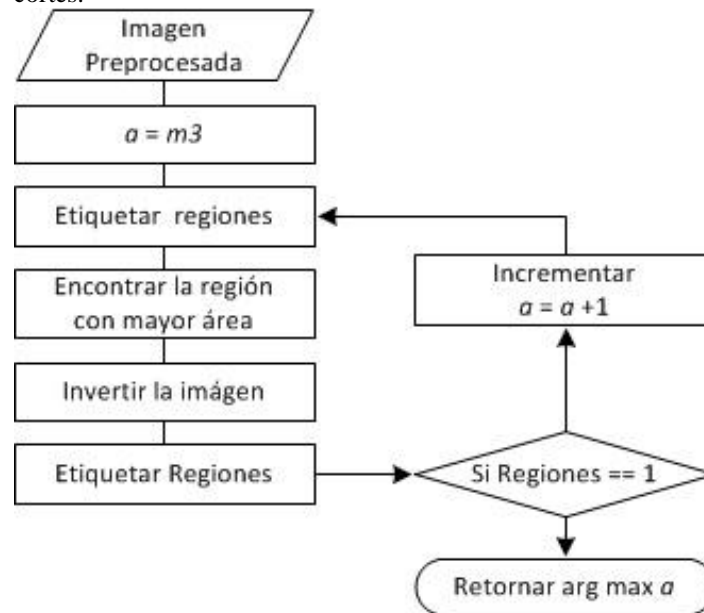 cortes.
Imagen
Preprocesada
a = m3
Etiquetar regiones
Encontrar la región
con mayor área
Invertir la imágen
Etiquetar Regiones
Incrementar
a = a +1
Si Regiones == 1
Retornar arg max a